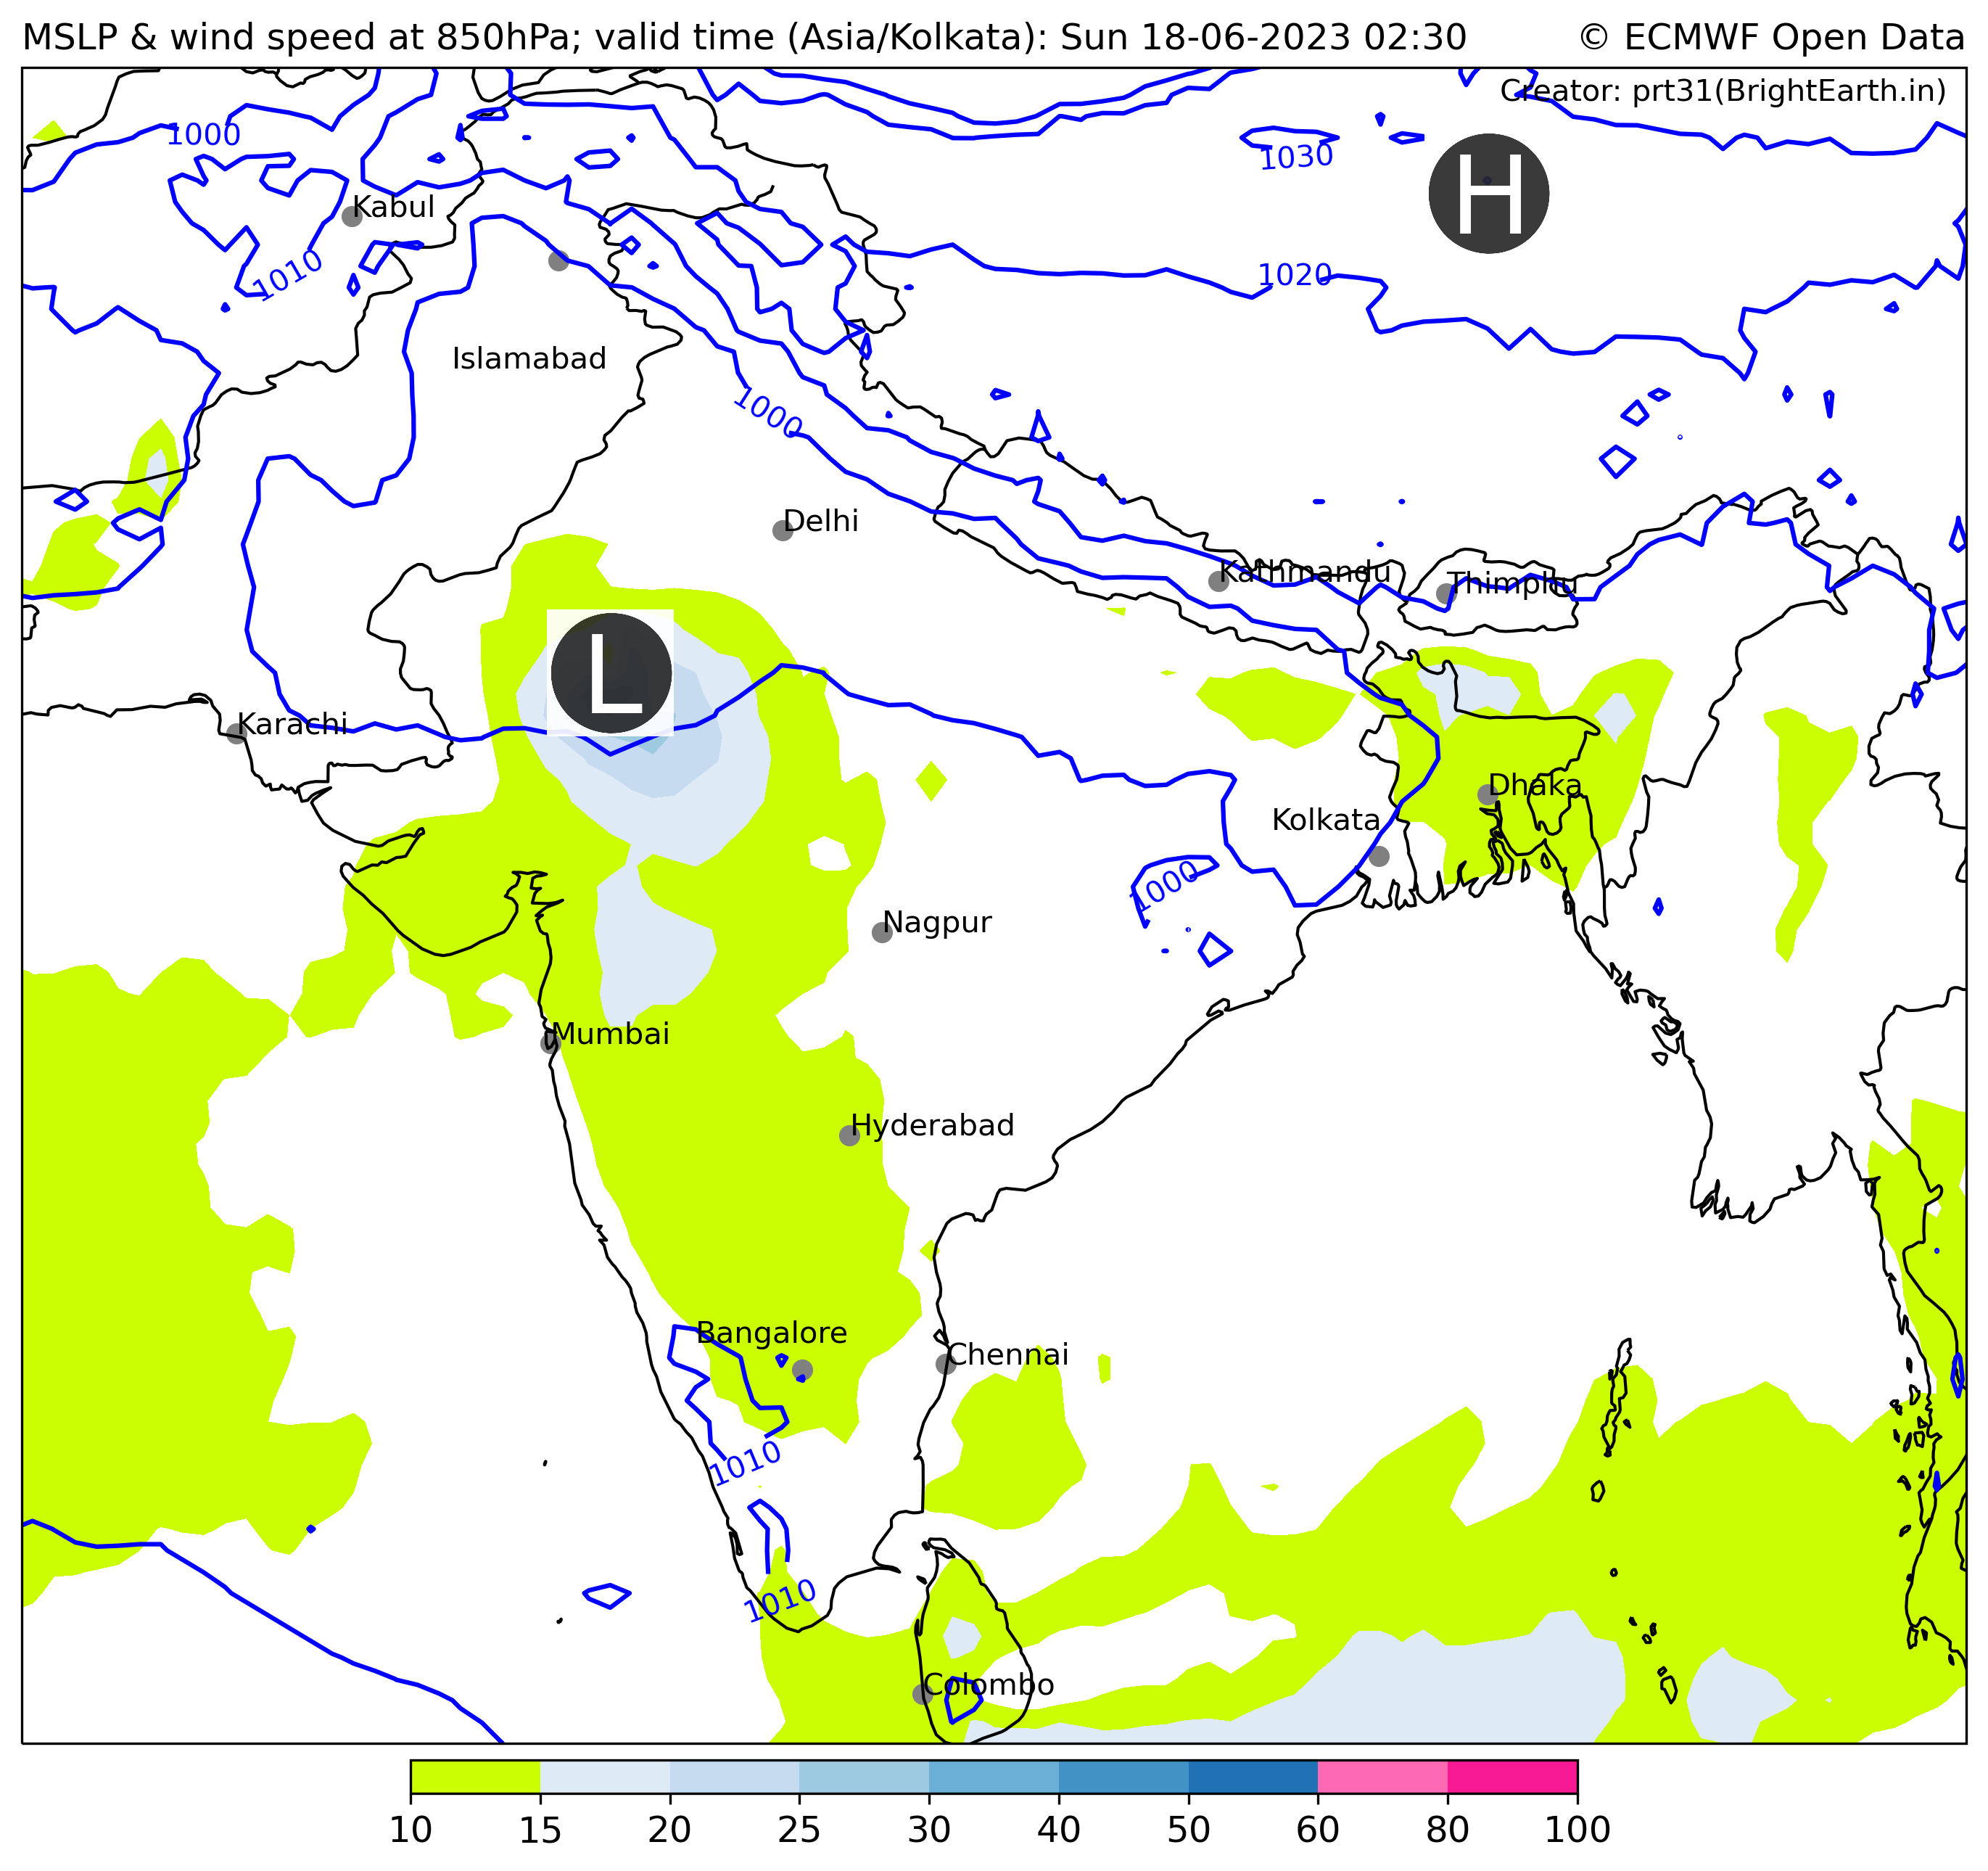 MSLP & wind speed at 850hPa; valid time (Asia/Kolkata): Sun 18-06-2023 02:30
© ECMWF Open Data
Creator: prt31(BrightEarth.in)
1000
1030
H
Kabul
1010
1020
Islamabad
1000
Delhi
Kathmandu
Thimphu
L
Karachi
Dhaka
Kolkata
1000
Nagpur
Mumbai
Hyderabad
Bangalore
Chennai
1010
1010
Colombo
10 15 20 25 30 40 50 60 80 100